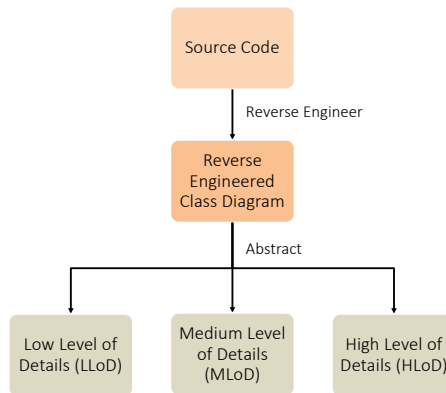 Source Code
Reverse Engineer
Reverse
Engineered
Class Diagram
Abstract
Low Level of
Details (LLoD)
Medium Level
of Details
(MLoD)
High Level of
Details (HLoD)